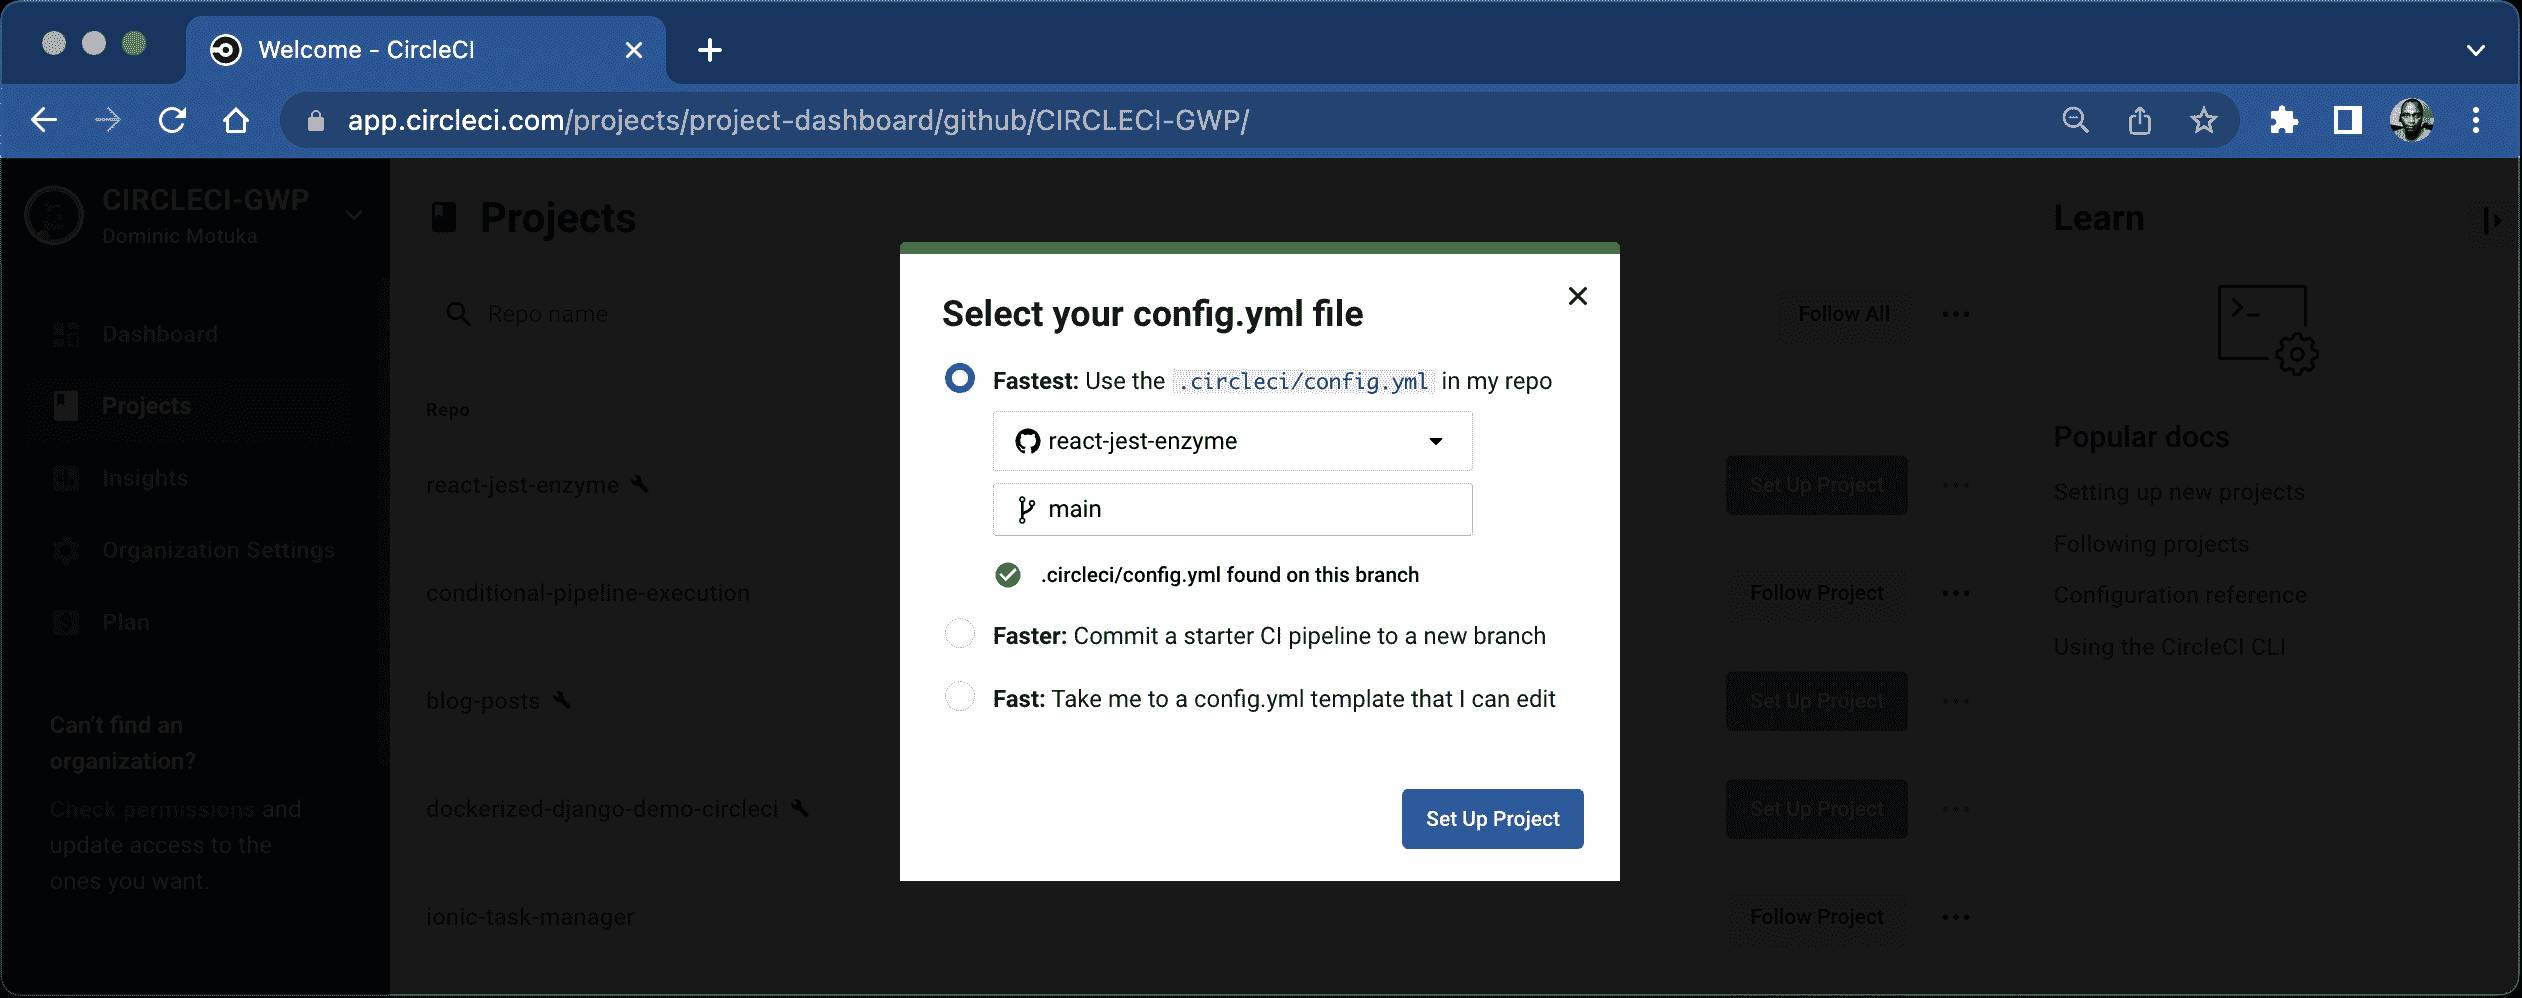 Welcome - CircleCI
app.circleci.com/projects/project-dashboard/github/CIRCLECI-GWP/
CIRCLECI-GWP
Dominic Motuka
Dashboard
Projects
Insights
Organization Settings
Plan
Can't find an
organization?
Check permissions and
update access to the
ones you want.
Projects
Repo name
Follow All
Repo
react-jest-enzyme
Set Up Project
conditional-pipeline-execution
Follow Project
blog-posts
Set Up Project
dockerized-django-demo-circleci
Set Up Project
ionic-task-manager
Follow Project
Select your config.yml file
Fastest: Use the .circleci/config.yml in my repo
react-jest-enzyme
main
.circleci/config.yml found on this branch
Faster: Commit a starter CI pipeline to a new branch
Fast: Take me to a config.yml template that I can edit
Set Up Project
Learn
Popular docs
Setting up new projects
Following projects
Configuration reference
Using the CircleCI CLI